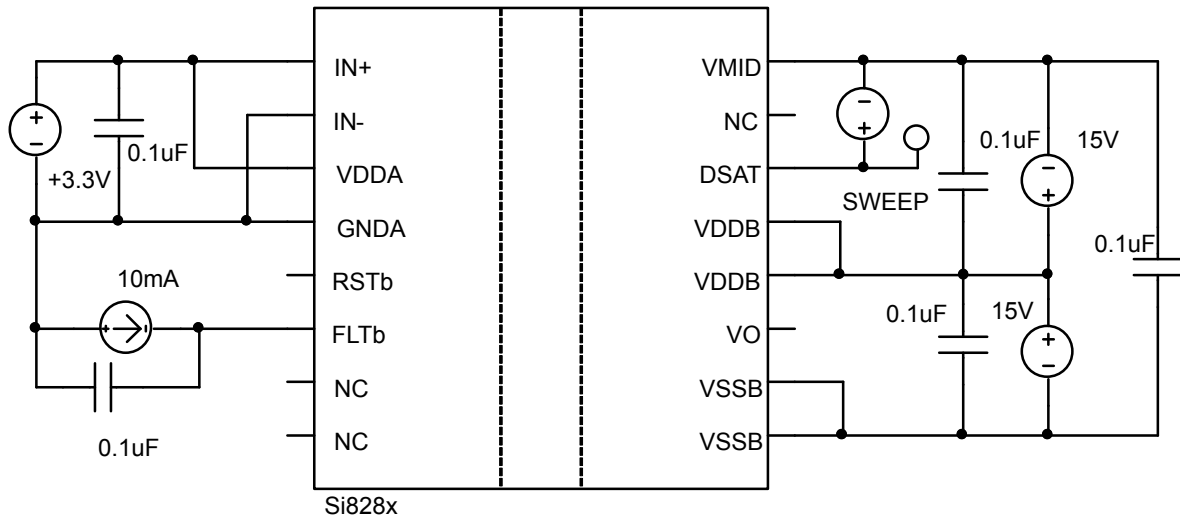 IN+
IN-
VDDA
GNDA
RSTb
FLTb
NC
NC
VMID
NC
DSAT
VDDB
VDDB
VO
VSSB
VSSB
+
-
+3.3V
0.1uF
10mA
+
-
0.1uF
-
+
SWEEP
0.1uF
15V
-
+
0.1uF
0.1uF
15V
+
-
Si828x